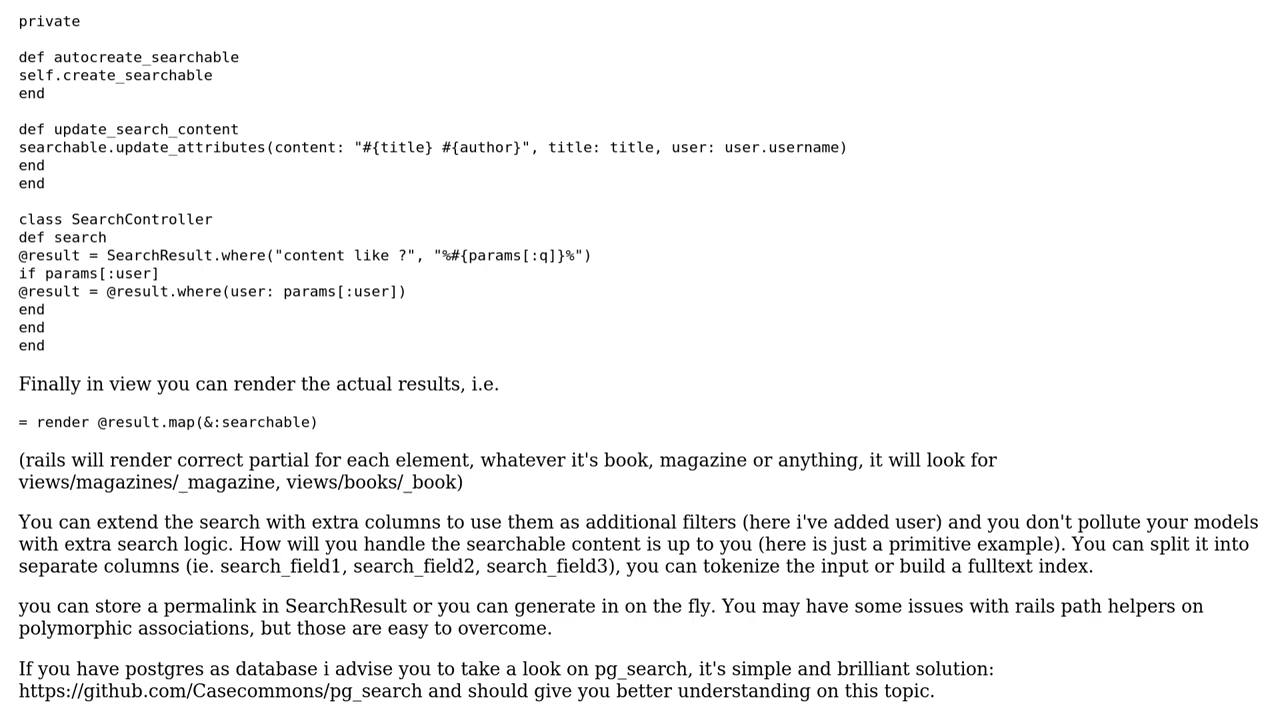 private
def autocreate_searchable
self.create_searchable
end
def update_search_content
searchable.update_attributes(content: "#{title} #{author}", title: title, user: user.username)
end
end
class SearchController
def search
@result = SearchResult.where("content like ?", "%#{params[:q]}%")
if params[:user]
@result = @result.where(user: params[:user])
end
end
end
Finally in view you can render the actual results, i.e.
= render @result.map(&:searchable)
(rails will render correct partial for each element, whatever it's book, magazine or anything, it will look for
views/magazines/_magazine, views/books/_book)
You can extend the search with extra columns to use them as additional filters (here i've added user) and you don't pollute your models
with extra search logic. How will you handle the searchable content is up to you (here is just a primitive example). You can split it into
separate columns (ie. search_field1, search_field2, search_field3), you can tokenize the input or build a fulltext index.
you can store a permalink in SearchResult or you can generate in on the fly. You may have some issues with rails path helpers on
polymorphic associations, but those are easy to overcome.
If you have postgres as database i advise you to take a look on pg_search, it's simple and brilliant solution:
https://github.com/Casecommons/pg_search and should give you better understanding on this topic.